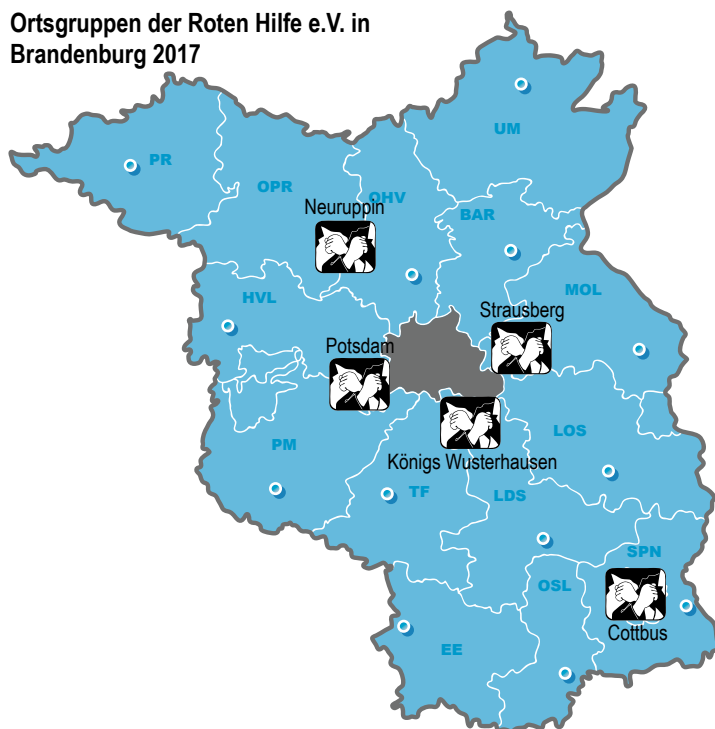 Ortsgruppen der Roten Hilfe e.V. in
Brandenburg 2017
UM
PR
OPR
OHV
Neuruppin
BAR
MOL
HVL
Strausberg
Potsdam
PM
LOS
Königs Wusterhausen
TF
LDS
SPN
OSL
Cottbus
EE